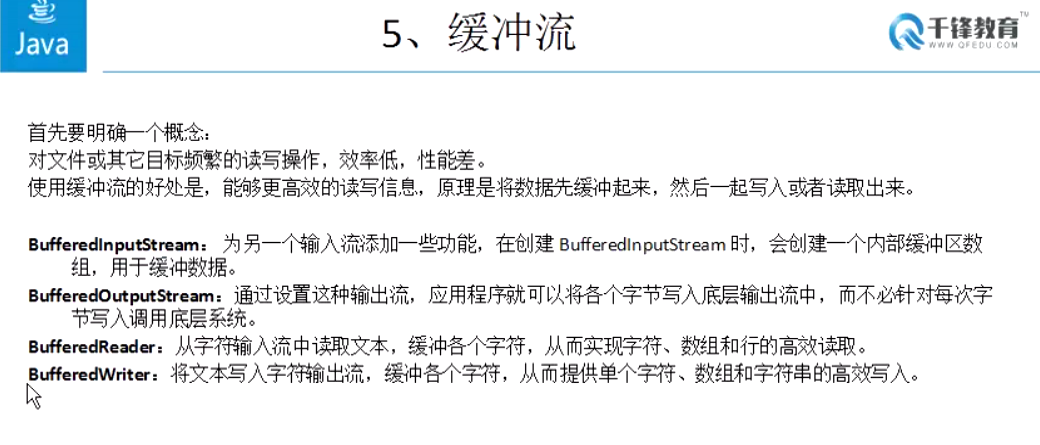 Java
5、缓冲流
千锋教育TM
WWW.QFEDU.COM
首先要明确一个概念：
对文件或其它目标频繁的读写操作，效率低，性能差。
使用缓冲流的好处是，能够更高效的读写信息，原理是将数据先缓冲起来，然后一起写入或者读取出来。
BufferedInputStream： 为另一个输入流添加一些功能，在创建 BufferedInputStream 时，会创建一个内部缓冲区数
组，用于缓冲数据。
BufferedOutputStream：通过设置这种输出流，应用程序就可以将各个字节写入底层输出流中，而不必针对每次字
节写入调用底层系统。
BufferedReader：从字符输入流中读取文本，缓冲各个字符，从而实现字符、数组和行的高效读取。
BufferedWriter：将文本写入字符输出流，缓冲各个字符，从而提供单个字符、数组和字符串的高效写入。